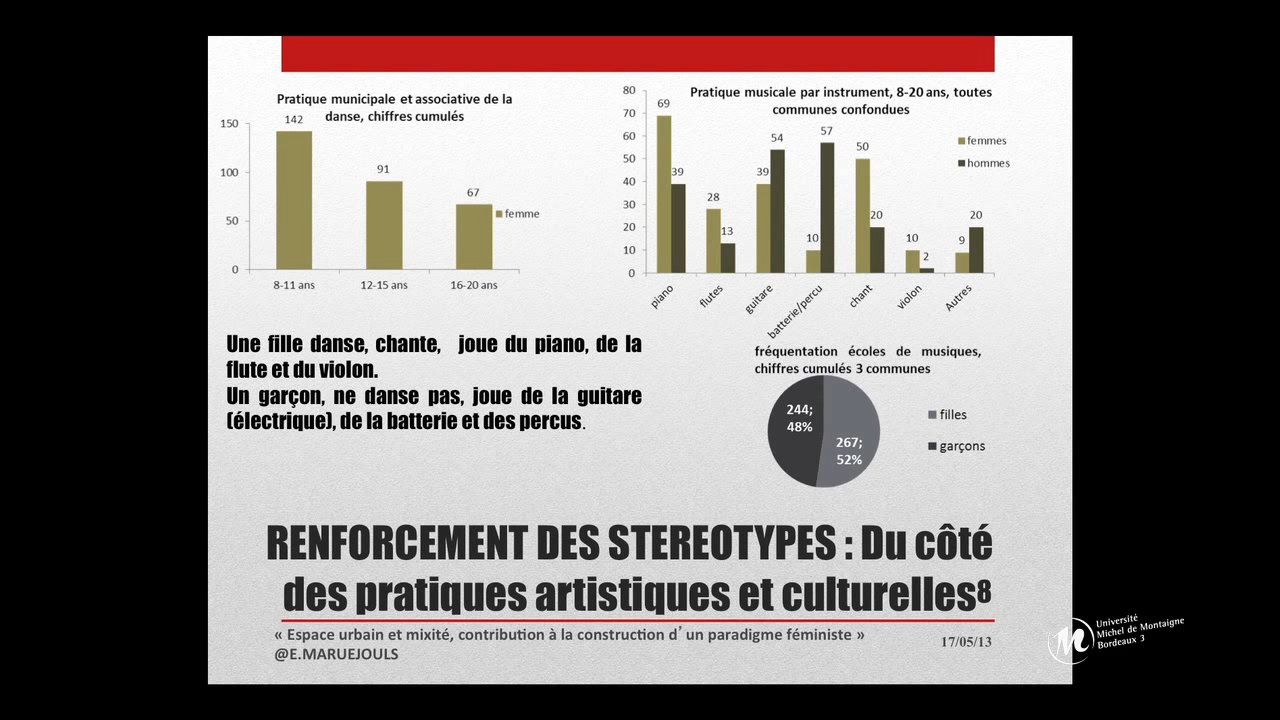 Pratique municipale et associative de la
danse, chiffres cumulés
150
100
50
0
142
91
67
8-11 ans
12-15 ans
16-20 ans
femme
Pratique musicale par instrument, 8-20 ans, toutes
communes confondues
80
70
60
50
40
30
20
10
0
69
39
28
13
39
54
10
57
50
20
10
2
9
20
piano
flutes
guitare
batterie/percu
chant
violon
Autres
femmes
hommes
Une fille danse, chante, joue du piano, de la
flute et du violon.
Un garçon, ne danse pas, joue de la guitare
(électrique), de la batterie et des percus.
fréquentation écoles de musiques,
chiffres cumulés 3 communes
244;
48%
267;
52%
filles
garçons
RENFORCEMENT DES STEREOTYPES : Du côté
des pratiques artistiques et culturelles8
« Espace urbain et mixité, contribution à la construction d’un paradigme féministe »
@E.MARUEJOULS
17/05/13
Université
Michel de Montaigne
Bordeaux 3